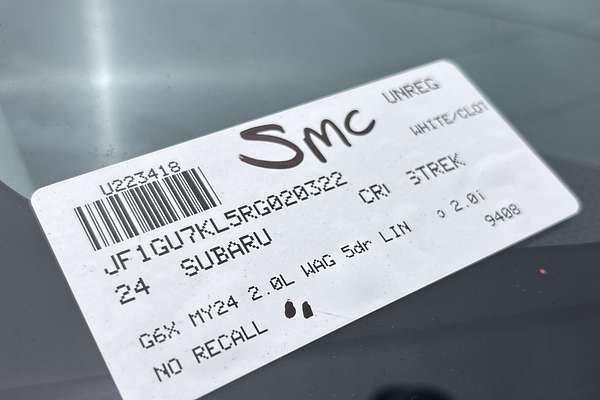 SMC UNREG
U223418 WHITE/CLOT
JF1GU7KL5RG020322
24 SUBARU CRI STREK
G6X MY24 2.0L WAG 5dr LIN o 2.0i
NO RECALL 9408